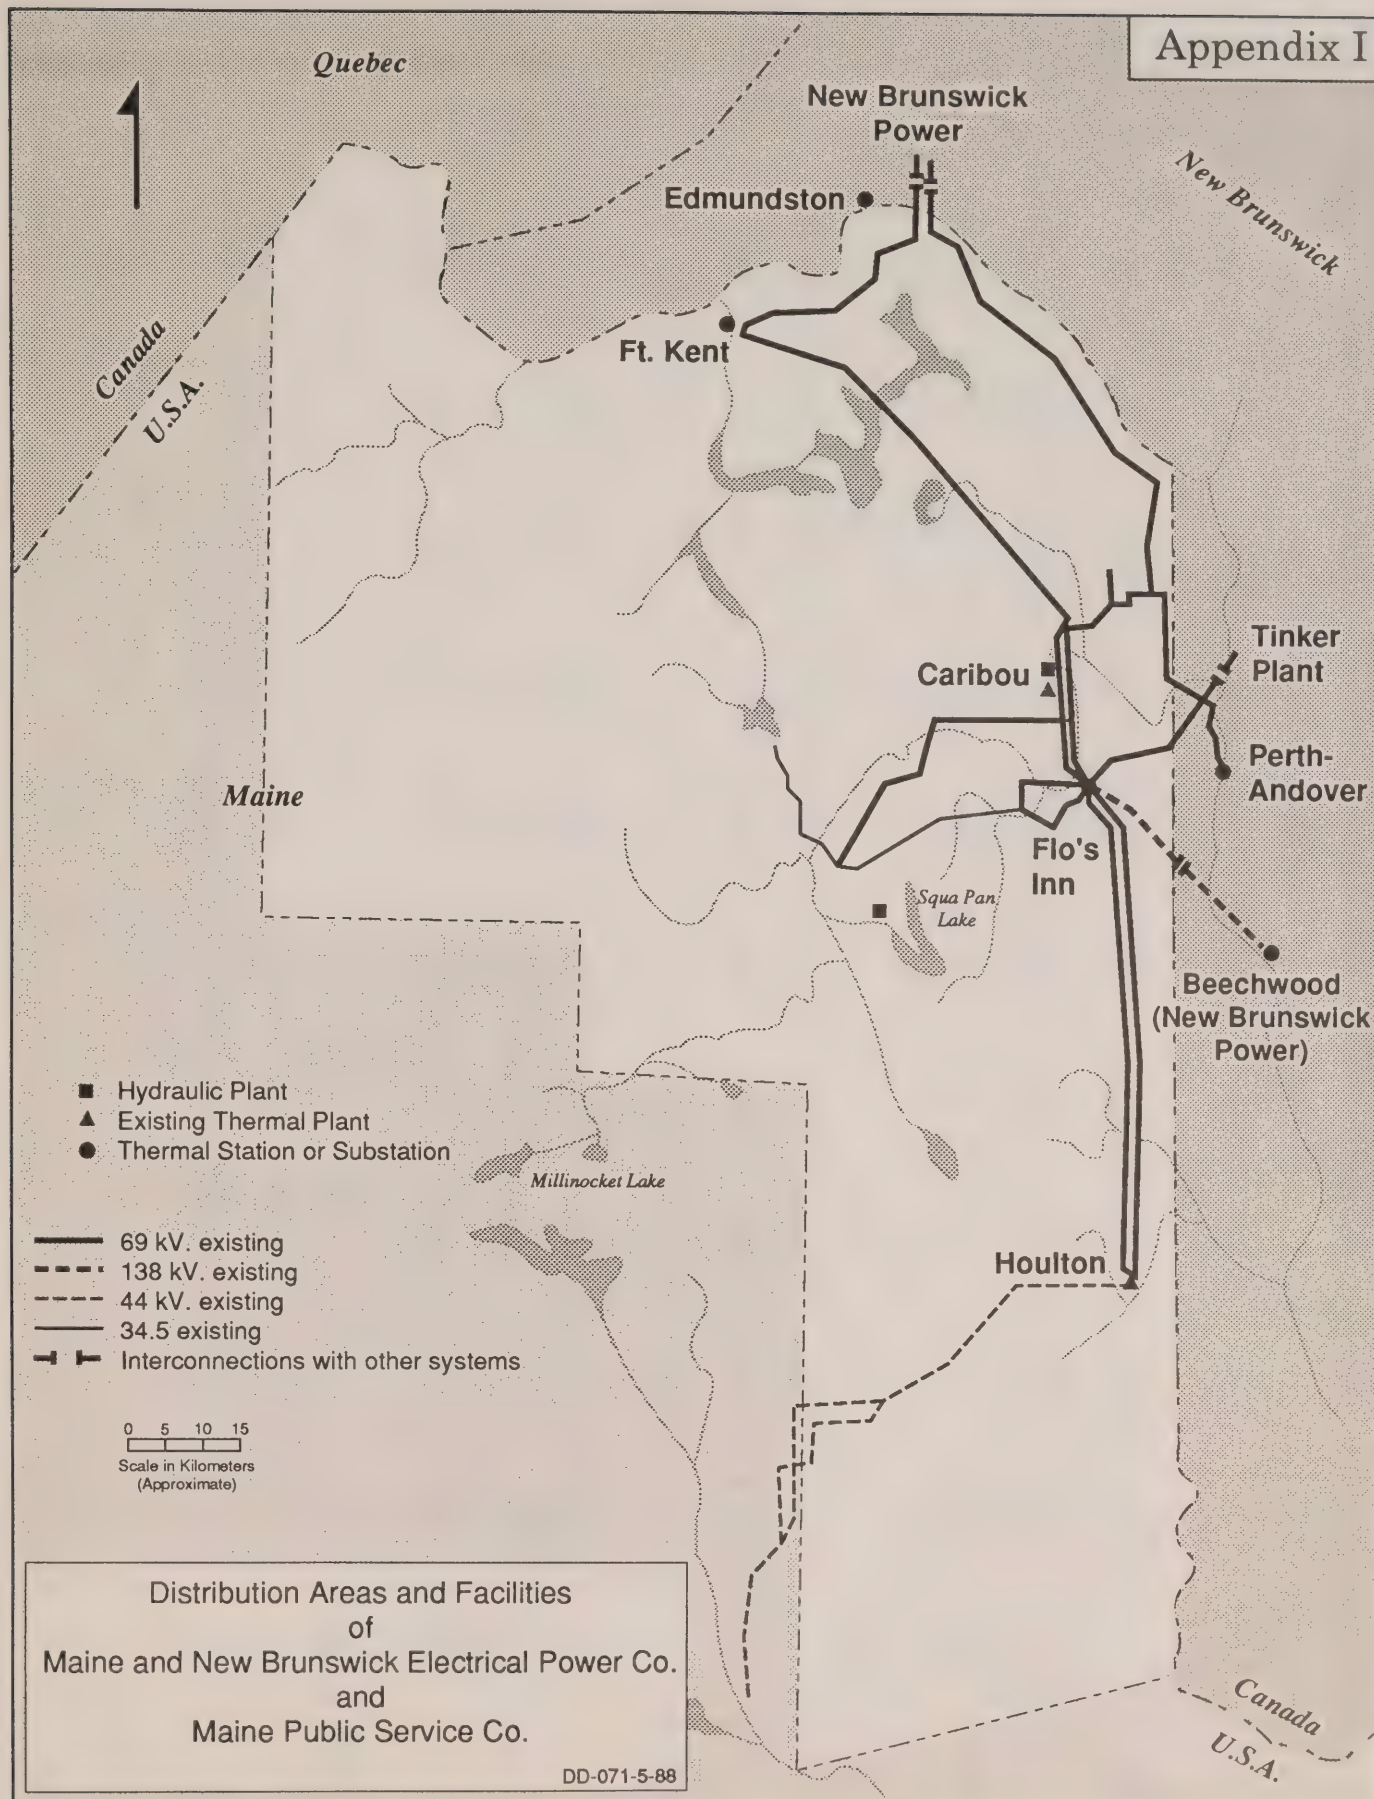 Appendix I
Quebec
New Brunswick
Power
New Brunswick
Edmundston
Canada
U.S.A.
Ft. Kent
Tinker
Plant
Caribou
Perth-
Andover
Maine
Flo's
Inn
Squa Pan
Lake
Beechwood
(New Brunswick
Power)
Hydraulic Plant
Existing Thermal Plant
Thermal Station or Substation
Millinocket Lake
69 kV. existing
138 kV. existing
44 kV. existing
34.5 existing
Interconnections with other systems
Houlton
0 5 10 15
Scale in Kilometers
(Approximate)
Distribution Areas and Facilities
of
Maine and New Brunswick Electrical Power Co.
and
Maine Public Service Co.
DD-071-5-88
Canada
U.S.A.